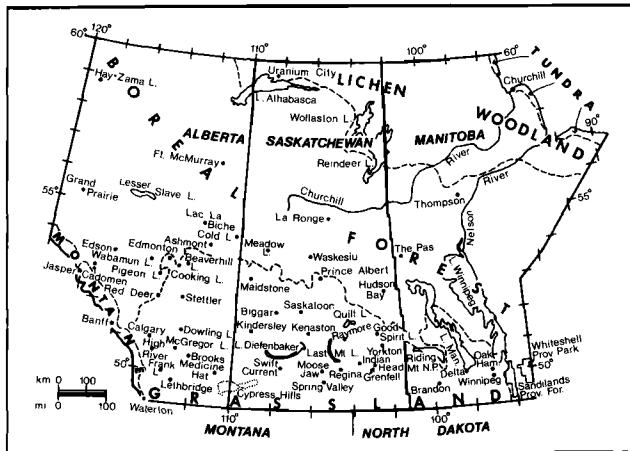 120°
60°
110°
100°
60°
TUNDRA
BOREAL
Hay-Zama L.
Uranium City
LICHEN
Churchill
L. Alhabasca
WOODLAND
90°
Wollaston L.
ALBERTA
SASKATCHEWAN
MANITOBA
Ft. McMurray
Reindeer L.
River
River
55°
Lesser Slave L.
Churchill
Grand Prairie
Thompson
55°
Lac La Biche
La Ronge
Nelson
Cold L.
FOREST
MONTANE
Ashmont
Meadow L.
The Pas
Edson
Edmonton
Beaverhill L.
Waskesiu
Wabamun L.
Prince Albert
L. Winnipeg
Jasper
Pigeon L.
Cooking L.
Maidstone
Hudson Bay
Cadomen
Red Deer
Stettler
Saskatoon
Biggar
Quill L.
Banff
Calgary
Dowling L.
Kindersley
Kenaston
Raymore
Good Spirit L.
L. Man.
High River
McGregor L.
L. Diefenbaker
Last Mt L.
Yorkton
Oak Ham.
Whiteshell Prov Park
50°
Brooks
Swift Current
Moose Jaw
Indian Head
Riding Mt N.P.
Delta
50°
Frank L.
Medicine Hat
Regina
Grenfell
Winnipeg
km 0 100
Lethbridge
Spring Valley
Brandon
Sandilands Prov. For.
mi 0 100
Cypress Hills
Waterton
GRASSLAND
MONTANA
NORTH DAKOTA